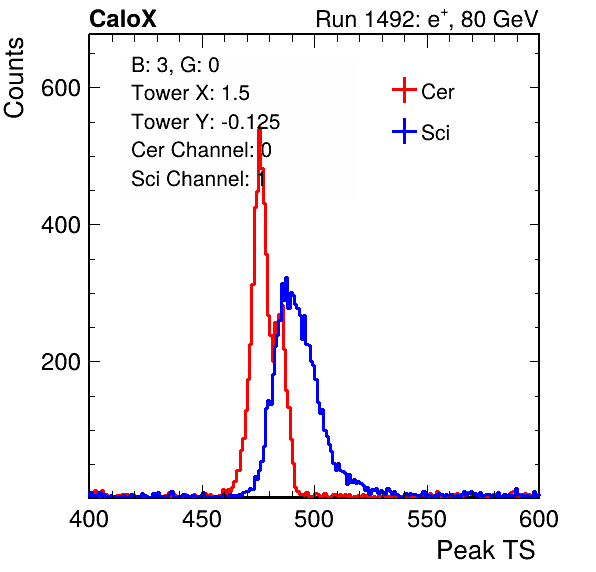 CaloX Run 1492: e+, 80 GeV
Counts
B: 3, G: 0
Tower X: 1.5
Tower Y: -0.125
Cer Channel: 0
Sci Channel: 1
Cer
Sci
600
400
200
400 450 500 550 600
Peak TS